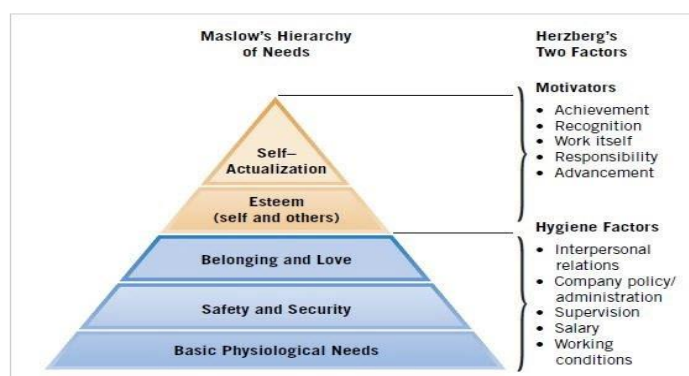 Maslow's Hierarchy
of Needs
Herzberg's
Two Factors
Self–
Actualization
Esteem
(self and others)
Belonging and Love
Safety and Security
Basic Physiological Needs
Motivators
• Achievement
• Recognition
• Work itself
• Responsibility
• Advancement
Hygiene Factors
• Interpersonal
relations
• Company policy/
administration
• Supervision
• Salary
• Working
conditions